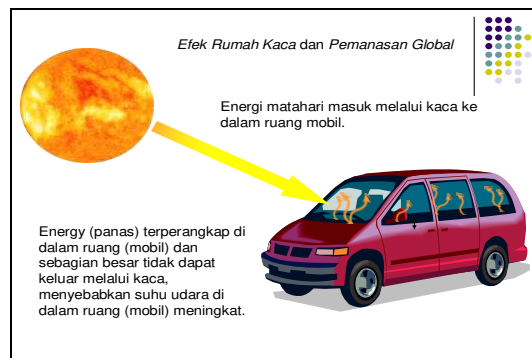 Efek Rumah Kaca dan Pemanasan Global
Energi matahari masuk melalui kaca ke
dalam ruang mobil.
Energy (panas) terperangkap di
dalam ruang (mobil) dan
sebagian besar tidak dapat
keluar melalui kaca,
menyebabkan suhu udara di
dalam ruang (mobil) meningkat.